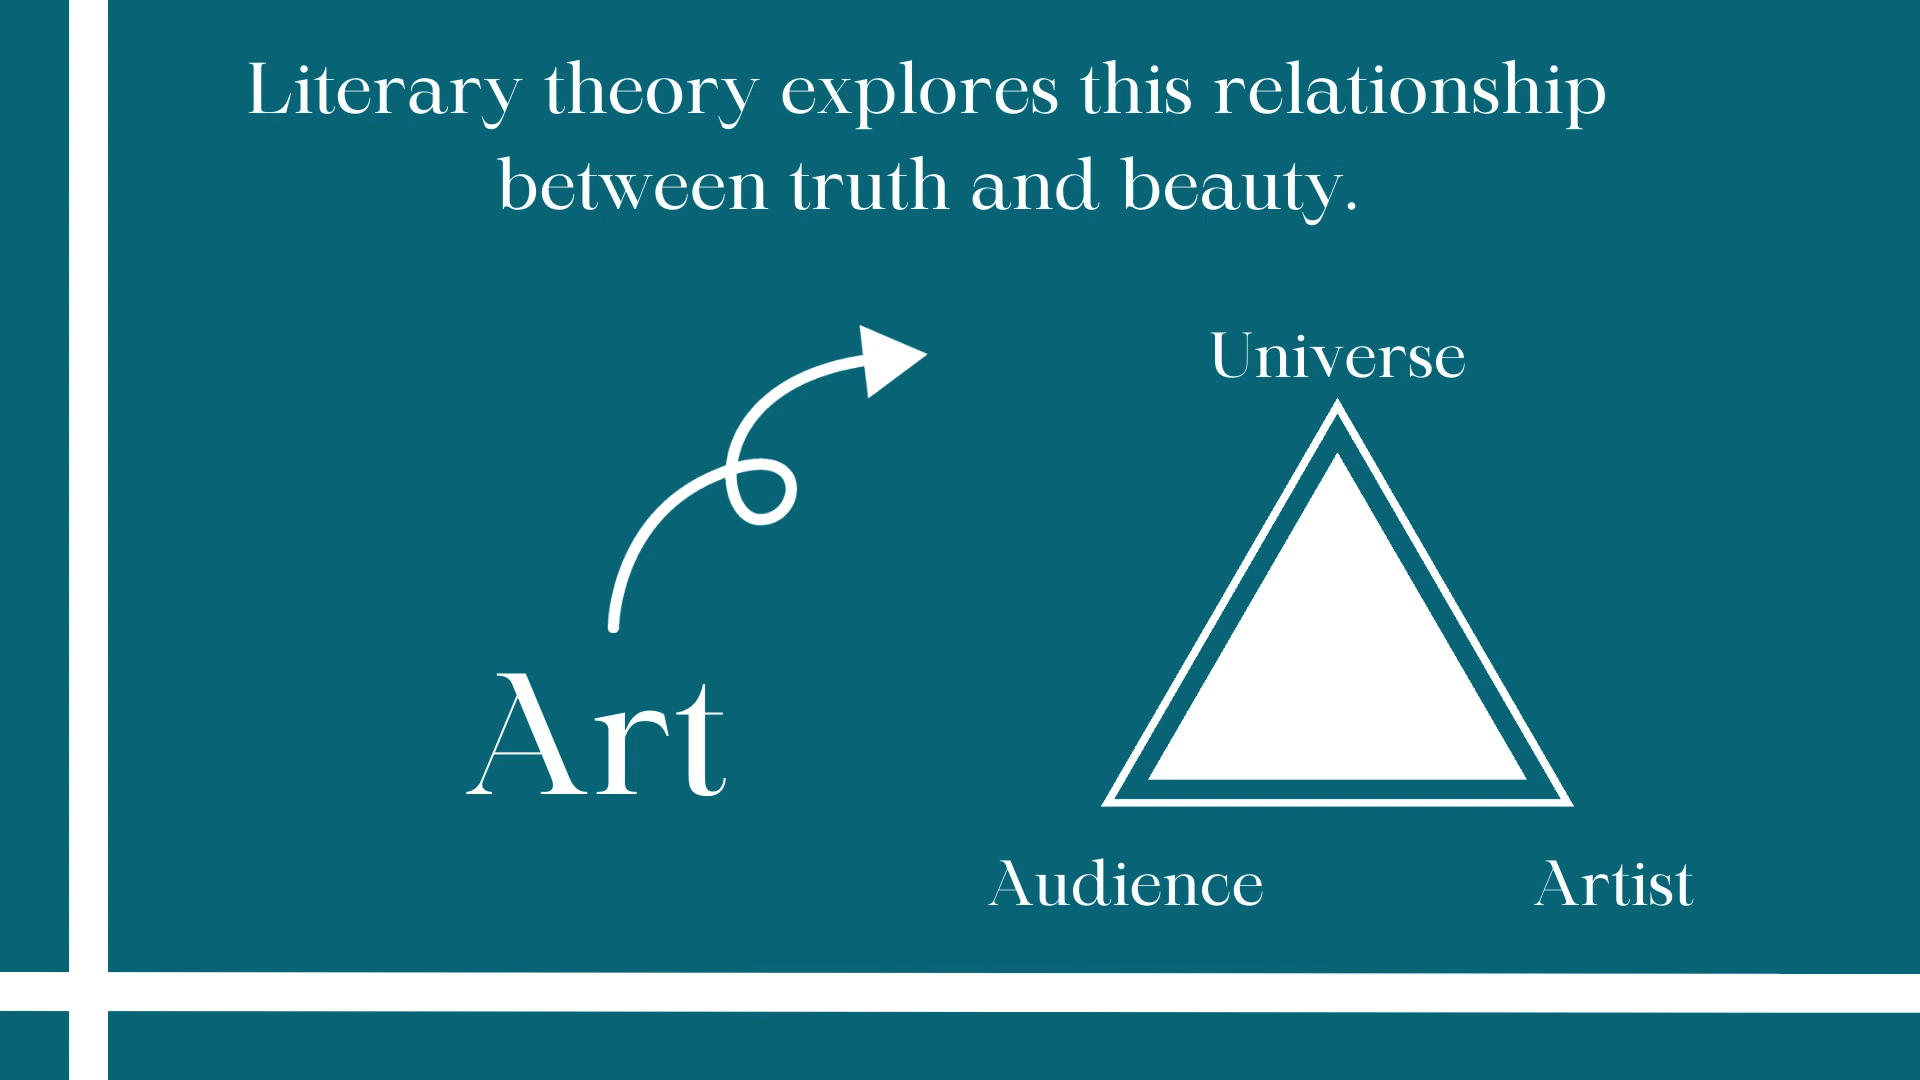 Literary theory explores this relationship
between truth and beauty.
Universe
Art
Audience
Artist